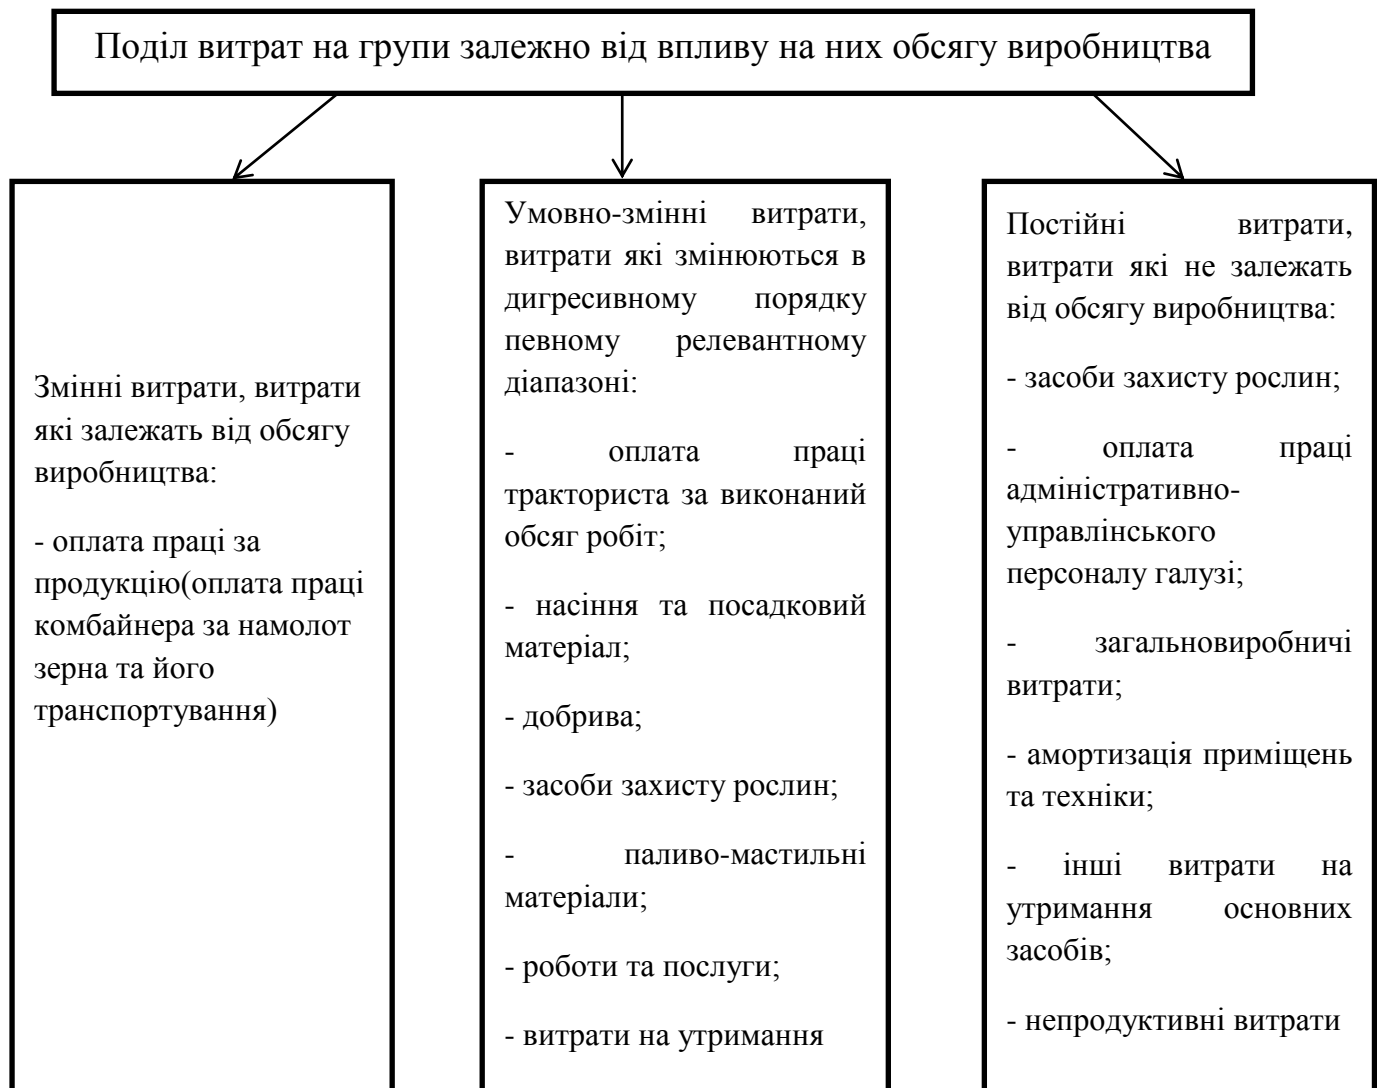 Поділ витрат на групи залежно від впливу на них обсягу виробництва
Змінні витрати, витрати
які залежать від обсягу
виробництва:
- оплата праці за
продукцію(оплата праці
комбайнера за намолот
зерна та його
транспортування)
Умовно-змінні витрати,
витрати які змінюються в
дигресивному порядку
певному релевантному
діапазоні:
- оплата праці
тракториста за виконаний
обсяг робіт;
- насіння та посадковий
матеріал;
- добрива;
- засоби захисту рослин;
- паливо-мастильні
матеріали;
- роботи та послуги;
- витрати на утримання
Постійні витрати,
витрати які не залежать
від обсягу виробництва:
- засоби захисту рослин;
- оплата праці
адміністративно-
управлінського
персоналу галузі;
- загальновиробничі
витрати;
- амортизація приміщень
та техніки;
- інші витрати на
утримання основних
засобів;
- непродуктивні витрати